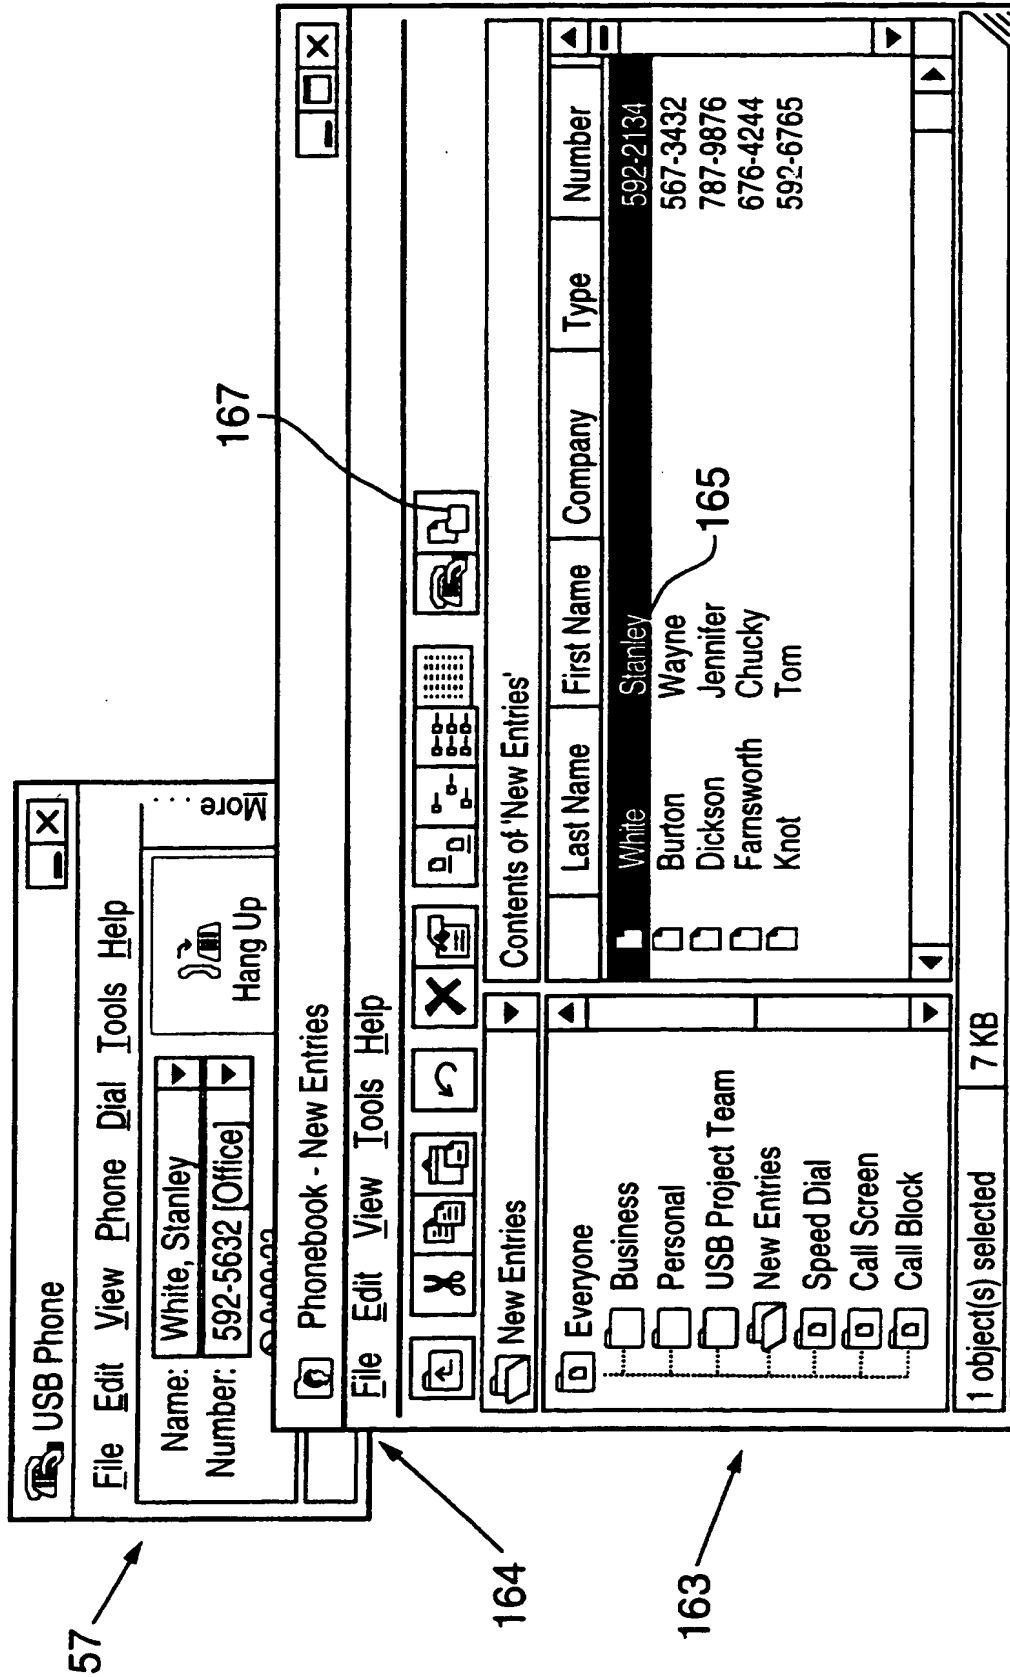 57
USB Phone
File Edit View Phone Dial Tools Help
Name: White, Stanley
Number: 592-5632 [Office]
Hang Up
More
164
Phonebook - New Entries
File Edit View Tools Help
167
New Entries
Contents of 'New Entries'
163
Everyone
Business
Personal
USB Project Team
New Entries
Speed Dial
Call Screen
Call Block
Last Name First Name Company Type Number
White Stanley 592-2134
Burton Wayne 567-3432
Dickson Jennifer 787-9876
Farnsworth Chucky 676-4244
Knot Tom 592-6765
165
1 object(s) selected 7 KB